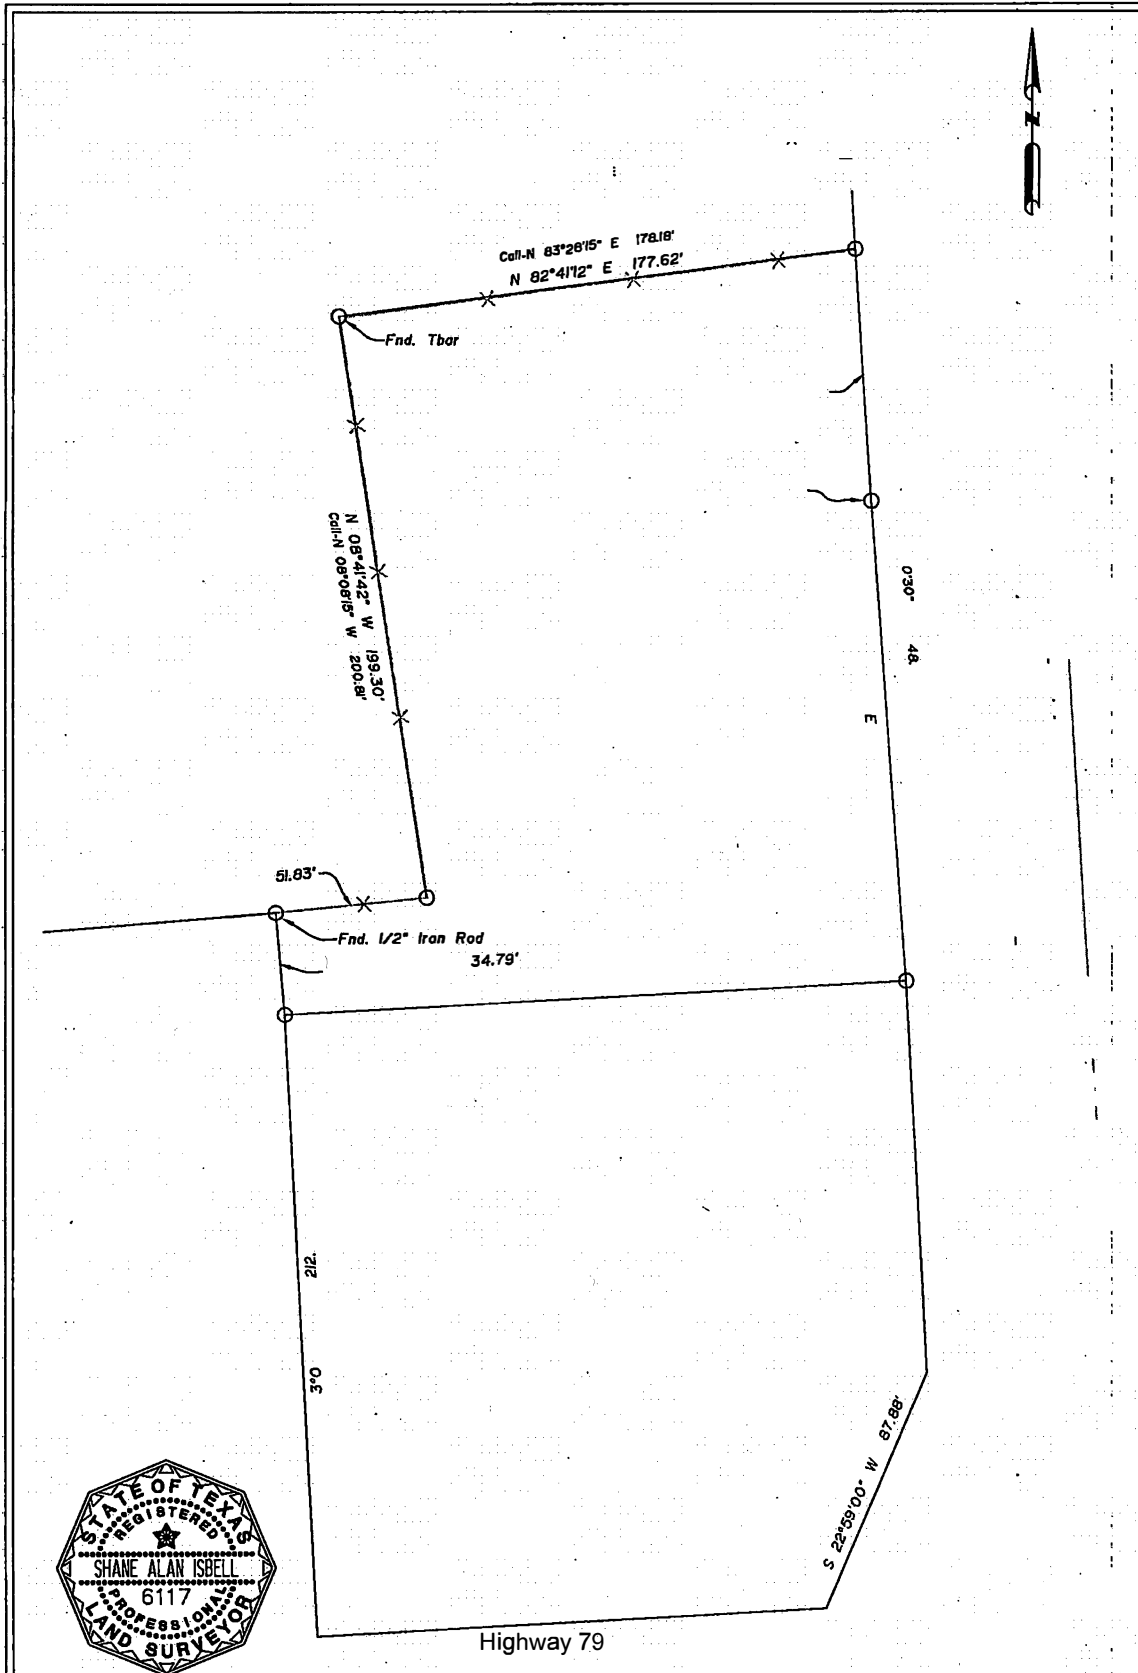 N
Call-N 83°28'15" E 178.18'
N 82°41'12" E 177.62'
Fnd. Tbar
N 08°41'42" W 199.30'
Call-N 08°08'15" W 200.81'
0'30" 48.
E
51.83'
Fnd. 1/2" Iron Rod
34.79'
212.
3°0
S 22°59'00" W 87.88'
STATE OF TEXAS
REGISTERED
SHANE ALAN ISBELL
6117
PROFESSIONAL
LAND SURVEYOR
Highway 79